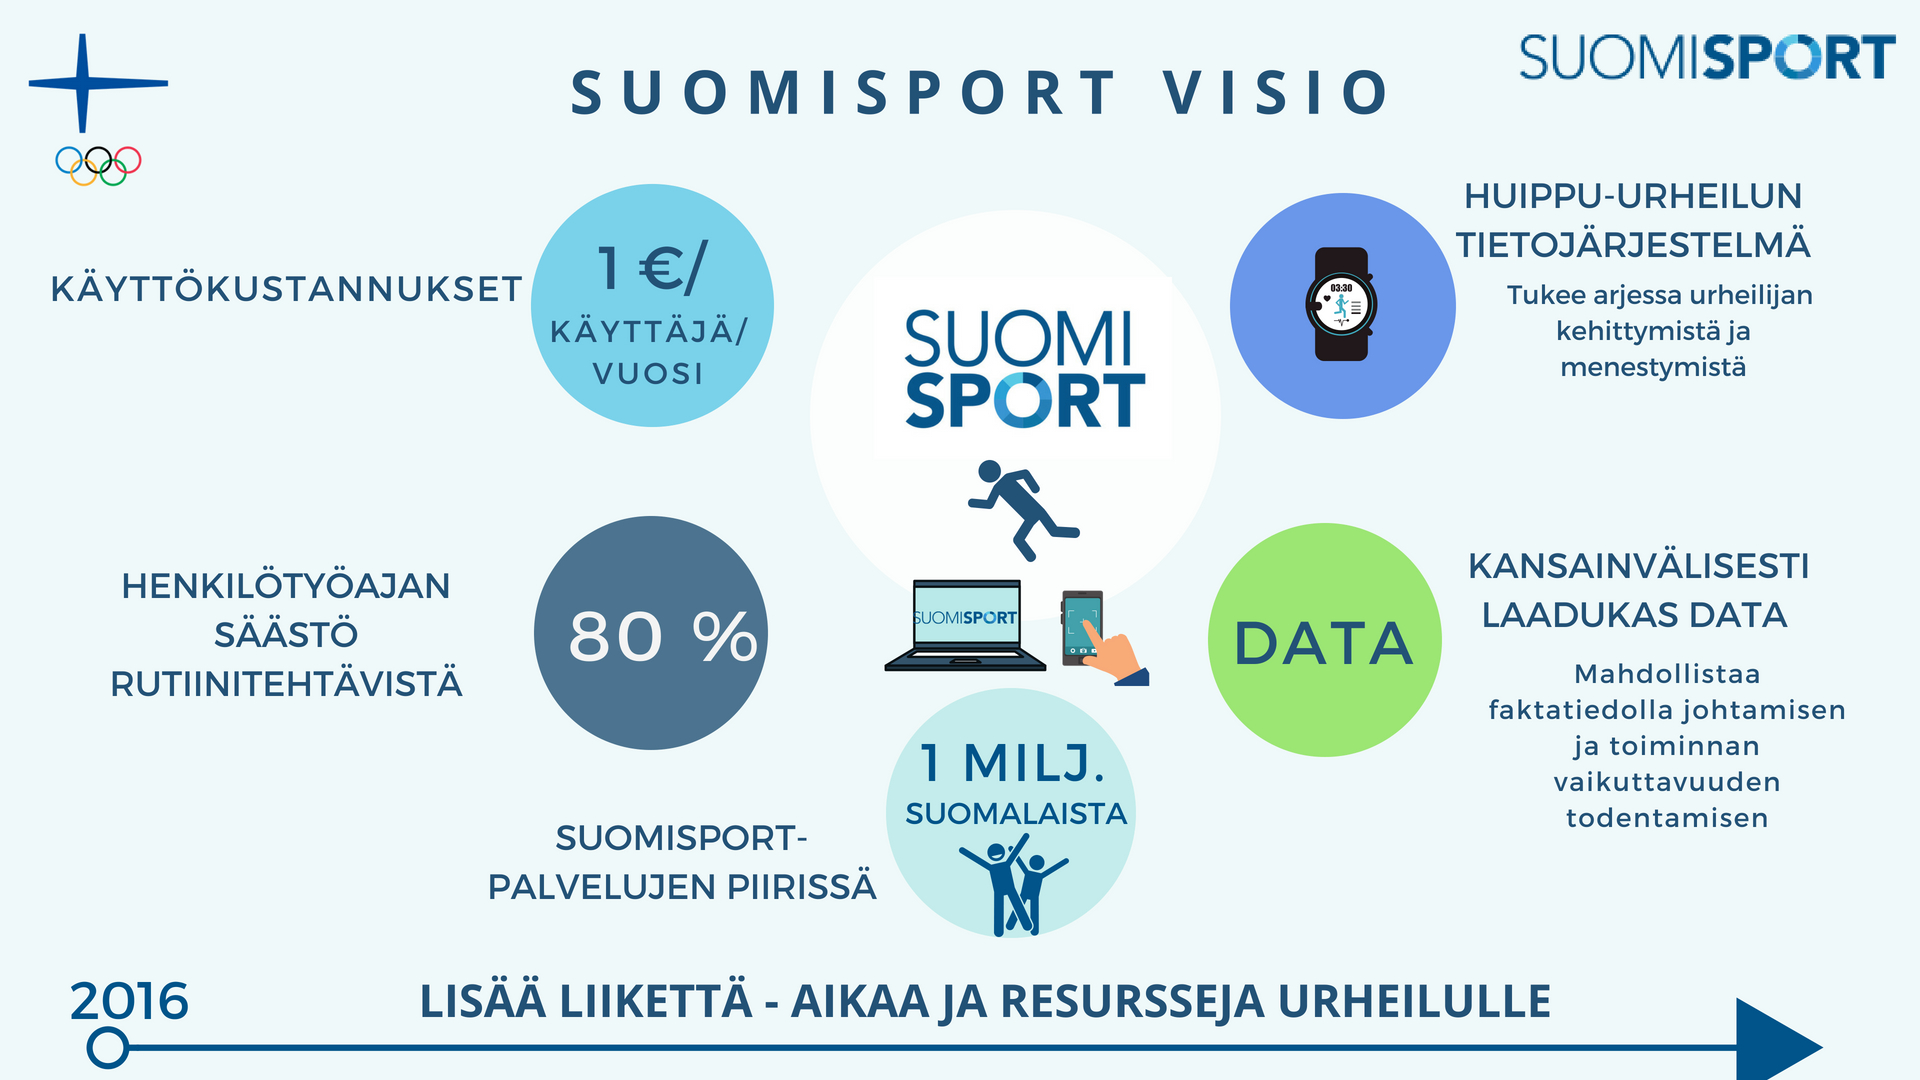 SUOMISPORT VISIO
SUOMISPORT
KÄYTTÖKUSTANNUKSET
1 €/
KÄYTTÄJÄ/
VUOSI
SUOMI
SPORT
03:30
HUIPPU-URHEILUN
TIETOJÄRJESTELMÄ
Tukee arjessa urheilijan
kehittymistä ja
menestymistä
HENKILÖTYÖAJAN
SÄÄSTÖ
RUTIINITEHTÄVISTÄ
80 %
SUOMISPORT
DATA
KANSAINVÄLISESTI
LAADUKAS DATA
Mahdollistaa
faktatiedolla johtamisen
ja toiminnan
vaikuttavuuden
todentamisen
SUOMISPORT-
PALVELUJEN PIIRISSÄ
1 MILJ.
SUOMALAISTA
2016
LISÄÄ LIIKETTÄ - AIKAA JA RESURSSEJA URHEILULLE